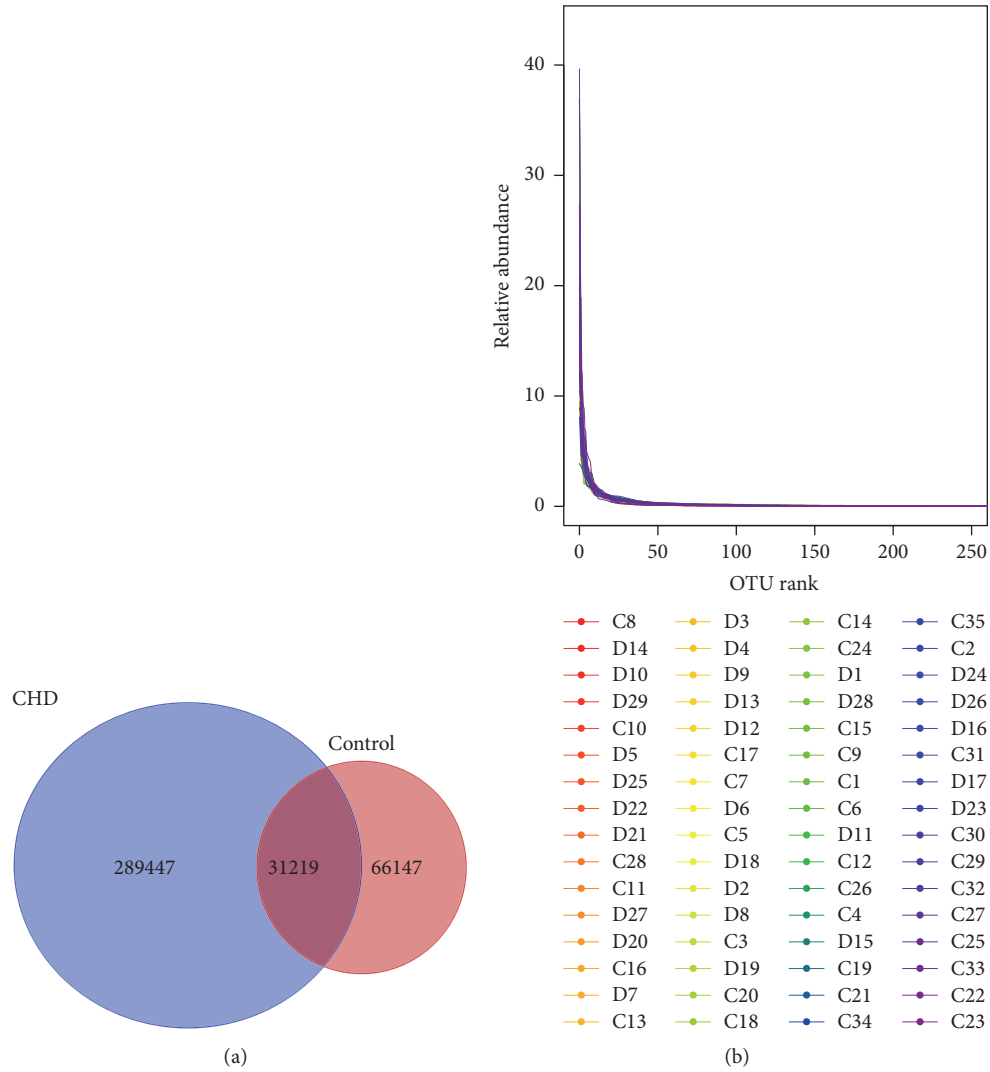 CHD
Control
289447
31219
66147
(a)
Relative abundance
40
30
20
10
0
0 50 100 150 200 250
OTU rank
C8 D3 C14 C35
D14 D4 C24 C2
D10 D9 D1 D24
D29 D13 D28 D26
C10 D12 C15 D16
D5 C17 C9 C31
D25 C7 C1 D17
D22 D6 C6 D23
D21 C5 D11 C30
C28 D18 C12 C29
C11 D2 C26 C32
D27 D8 C4 C27
D20 C3 D15 C25
C16 D19 C19 C33
D7 C20 C21 C22
C13 C18 C34 C23
(b)